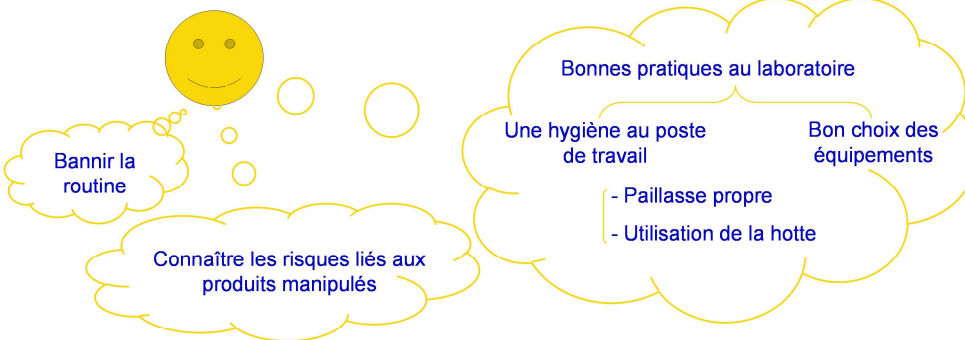 Bannir la
routine
Connaître les risques liés aux
produits manipulés
Bonnes pratiques au laboratoire
Une hygiène au poste
de travail
- Paillasse propre
- Utilisation de la hotte
Bon choix des
équipements